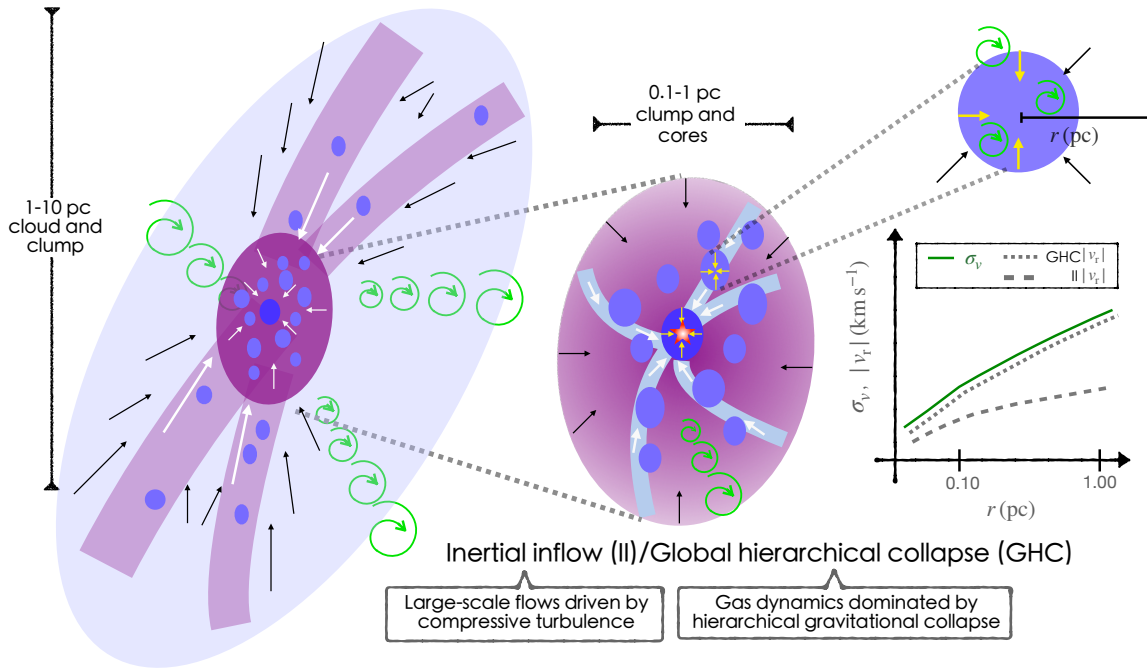 1-10 pc
cloud and
clump
0.1-1 pc
clump and
cores
r (pc)
σᵥ
GHC|vᵣ|
II |vᵣ|
σᵥ, |vᵣ| (km s⁻¹)
0.10
1.00
r (pc)
Inertial inflow (II)/Global hierarchical collapse (GHC)
Large-scale flows driven by
compressive turbulence
Gas dynamics dominated by
hierarchical gravitational collapse